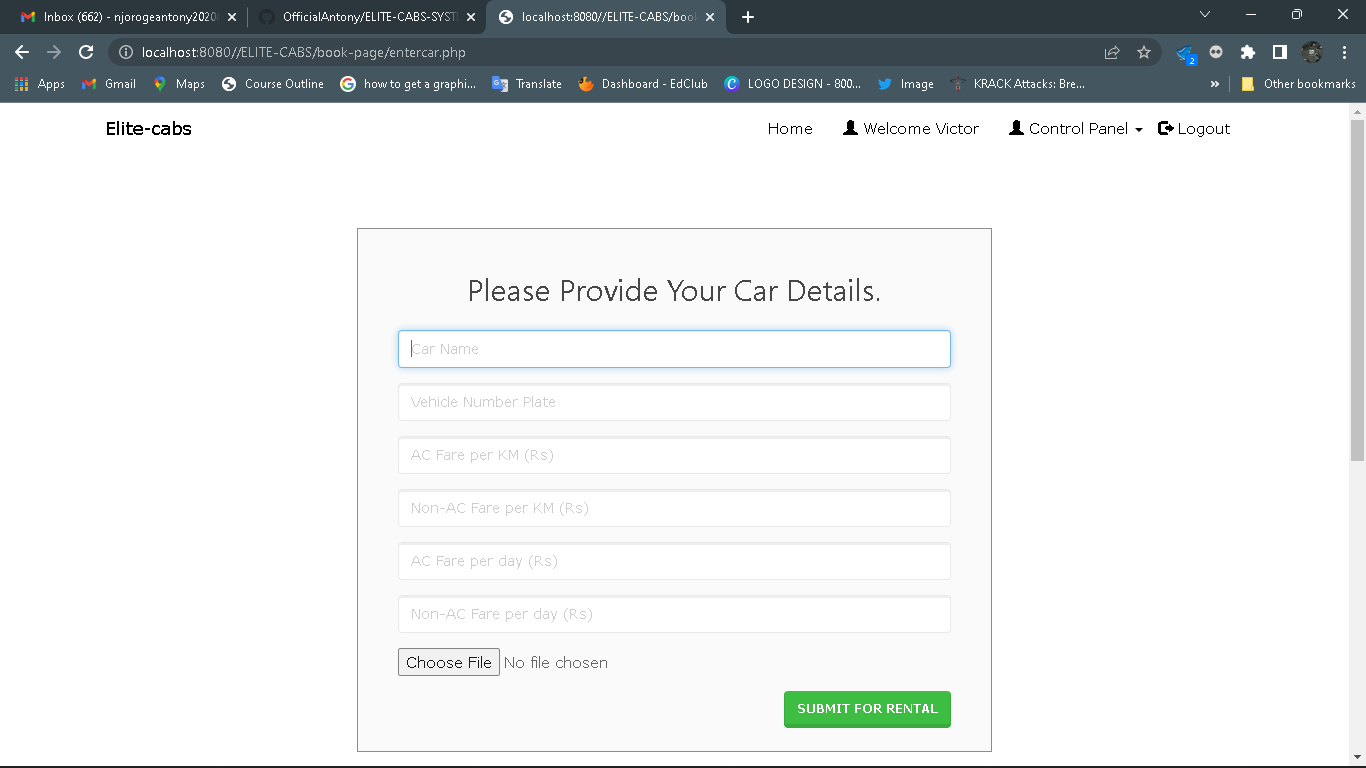 Inbox (662) - njorogeantony2020
OfficialAntony/ELITE-CABS-SYST
localhost:8080//ELITE-CABS/boo
localhost:8080//ELITE-CABS/book-page/entercar.php
2
Apps
Gmail
Maps
Course Outline
how to get a graphi...
Translate
Dashboard - EdClub
LOGO DESIGN - 800...
Image
KRACK Attacks: Bre...
»
Other bookmarks
Elite-cabs
Home
Welcome Victor
Control Panel
Logout
Please Provide Your Car Details.
Car Name
Vehicle Number Plate
AC Fare per KM (Rs)
Non-AC Fare per KM (Rs)
AC Fare per day (Rs)
Non-AC Fare per day (Rs)
Choose File No file chosen
SUBMIT FOR RENTAL